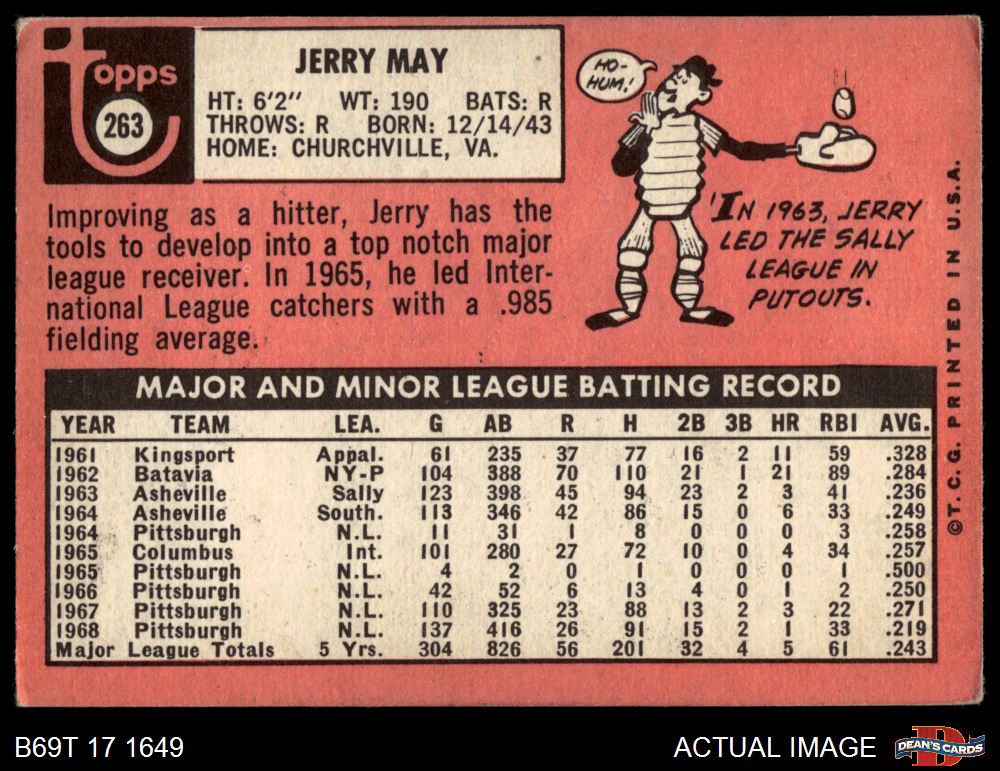 Topps
263
JERRY MAY
HT: 6'2" WT: 190 BATS: R
THROWS: R BORN: 12/14/43
HOME: CHURCHVILLE, VA.
Improving as a hitter, Jerry has the
tools to develop into a top notch major
league receiver. In 1965, he led Inter-
national League catchers with a .985
fielding average.
HO-
HUM!
IN 1963, JERRY
LED THE SALLY
LEAGUE IN
PUTOUTS.
MAJOR AND MINOR LEAGUE BATTING RECORD
YEAR TEAM LEA. G AB R H 2B 3B HR RBI AVG.
1961 Kingsport Appal. 61 235 37 77 16 2 11 59 .328
1962 Batavia NY-P 104 388 70 110 21 1 21 89 .284
1963 Asheville Sally 123 398 45 94 23 2 3 41 .236
1964 Asheville South. 113 346 42 86 15 0 6 33 .249
1964 Pittsburgh N.L. 11 31 1 8 0 0 0 3 .258
1965 Columbus Int. 101 280 27 72 10 0 4 34 .257
1965 Pittsburgh N.L. 4 2 0 1 0 0 0 1 .500
1966 Pittsburgh N.L. 42 52 6 13 4 0 1 2 .250
1967 Pittsburgh N.L. 110 325 23 88 13 2 3 22 .271
1968 Pittsburgh N.L. 137 416 26 91 15 2 1 33 .219
Major League Totals 5 Yrs. 304 826 56 201 32 4 5 61 .243
©T.C.G. PRINTED IN U.S.A.
B69T 17 1649
ACTUAL IMAGE
DEAN'S CARDS